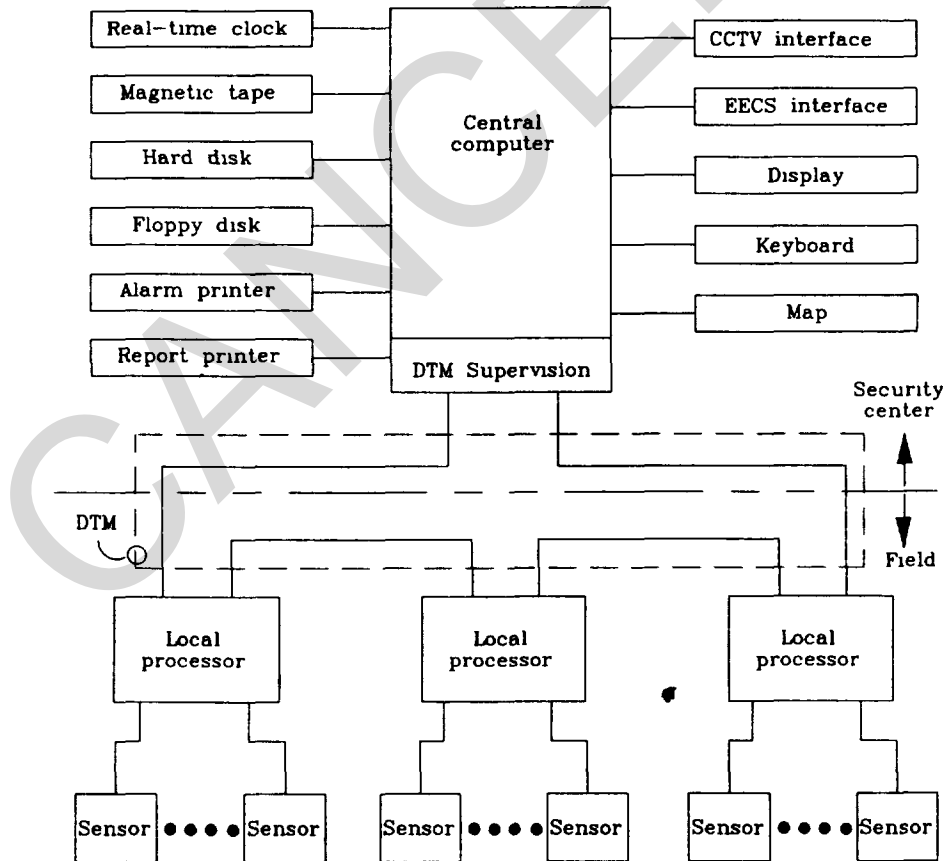 Real-time clock
Magnetic tape
Hard disk
Floppy disk
Alarm printer
Report printer
Central
computer
DTM Supervision
CCTV interface
EECS interface
Display
Keyboard
Map
Security
center
Field
DTM
Local
processor
Local
processor
Local
processor
Sensor
Sensor
Sensor
Sensor
Sensor
Sensor
CANCE